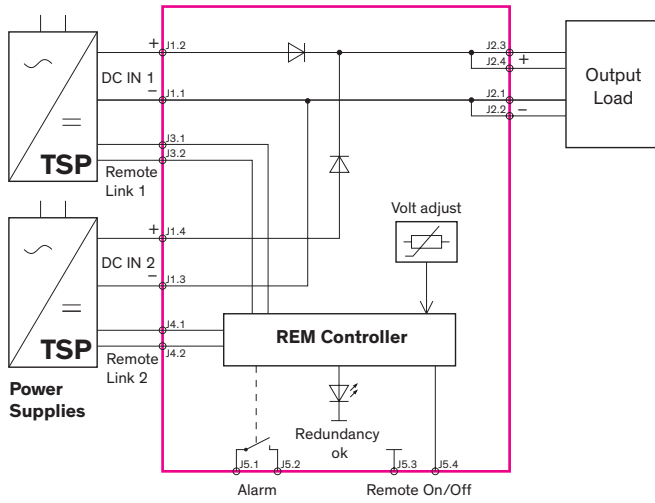 +
J1.2
J2.3
J2.4
+
DC IN 1
−
J1.1
J2.1
J2.2
−
Output
Load
J3.1
J3.2
TSP
Remote
Link 1
Volt adjust
+
J1.4
DC IN 2
−
J1.3
J4.1
TSP
Remote
Link 2
J4.2
REM Controller
Power
Supplies
Redundancy
ok
J5.1
J5.2
J5.3
J5.4
Alarm
Remote On/Off